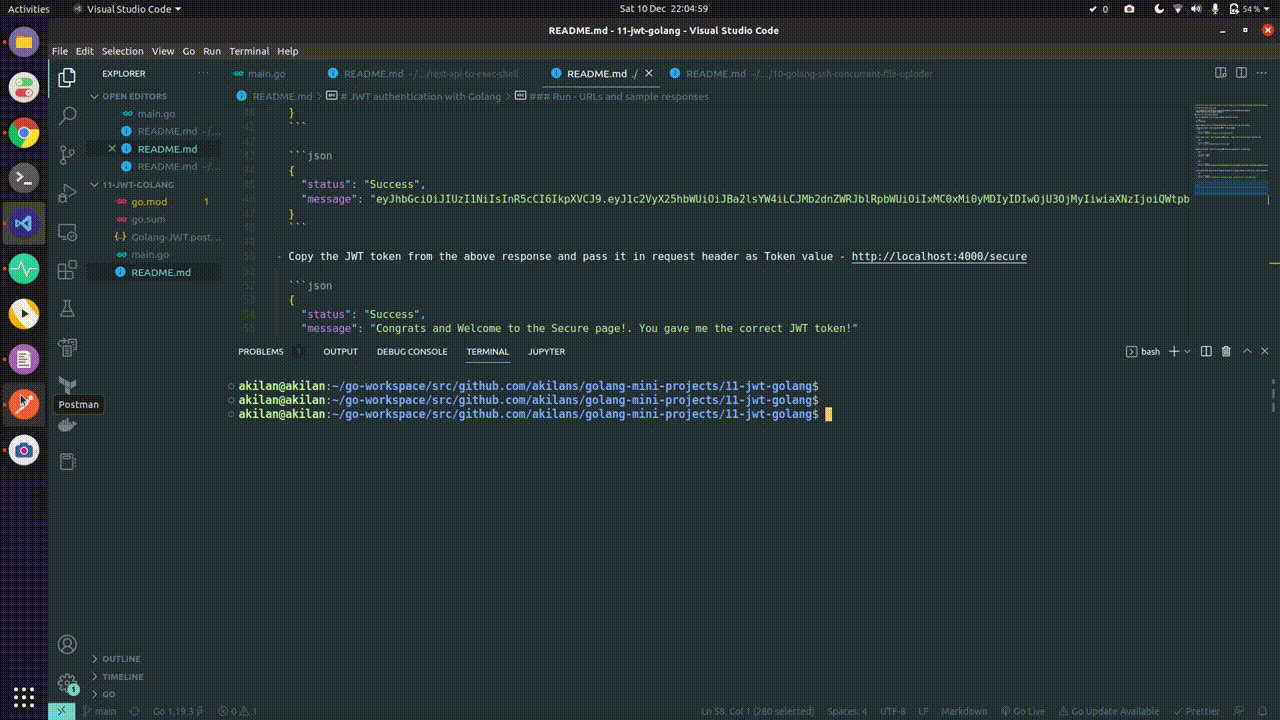 Activities
Visual Studio Code
Sat 10 Dec 22:04:59
0
54 %
README.md - 11-jwt-golang - Visual Studio Code
File Edit Selection View Go Run Terminal Help
EXPLORER
main.go
README.md ~/.../rest-api-to-exec-shell
README.md ./
README.md ~/.../10-golang-ssh-concurrent-file-uploder
OPEN EDITORS
main.go
README.md ~/...
README.md
README.md ~/...
11-JWT-GOLANG
go.mod 1
go.sum
Golang-JWT.post...
main.go
README.md
README.md > # JWT authentication with Golang > ### Run - URLs and sample responses
}
```
```json
{
"status": "Success",
"message": "eyJhbGciOiJIUzI1NiIsInR5cCI6IkpXVCJ9.eyJ1c2VyX25hbWUiOiJBa2lsYW4iLCJMb2dnZWRJblRpbWUiOiIxMC0xMi0yMDIyIDIwOjU3OjMyIiwiaXNzIjoiQWtpb
}
```
- Copy the JWT token from the above response and pass it in request header as Token value - http://localhost:4000/secure
```json
{
"status": "Success",
"message": "Congrats and Welcome to the Secure page!. You gave me the correct JWT token!"
PROBLEMS 1 OUTPUT DEBUG CONSOLE TERMINAL JUPYTER
bash
akilan@akilan:~/go-workspace/src/github.com/akilans/golang-mini-projects/11-jwt-golang$
akilan@akilan:~/go-workspace/src/github.com/akilans/golang-mini-projects/11-jwt-golang$
akilan@akilan:~/go-workspace/src/github.com/akilans/golang-mini-projects/11-jwt-golang$
Postman
OUTLINE
TIMELINE
GO
1
main
Go 1.19.3
0 1
Ln 58, Col 1 (280 selected)
Spaces: 4
UTF-8
LF
Markdown
Go Live
Go Update Available
Prettier